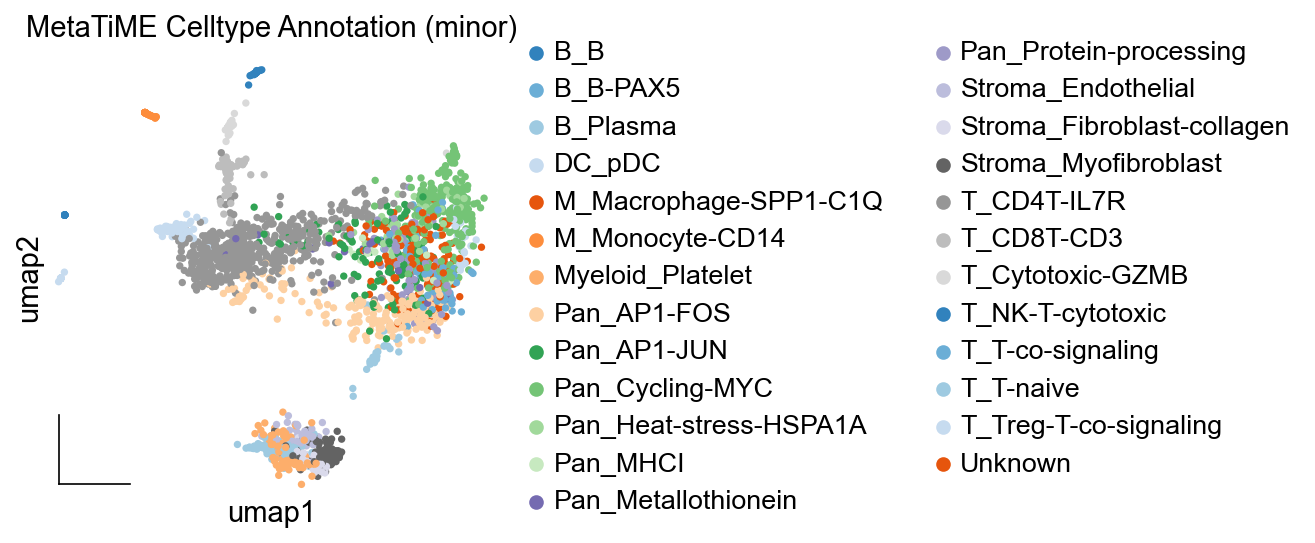 MetaTiME Celltype Annotation (minor)
umap2
umap1
B_B
B_B-PAX5
B_Plasma
DC_pDC
M_Macrophage-SPP1-C1Q
M_Monocyte-CD14
Myeloid_Platelet
Pan_AP1-FOS
Pan_AP1-JUN
Pan_Cycling-MYC
Pan_Heat-stress-HSPA1A
Pan_MHCI
Pan_Metallothionein
Pan_Protein-processing
Stroma_Endothelial
Stroma_Fibroblast-collagen
Stroma_Myofibroblast
T_CD4T-IL7R
T_CD8T-CD3
T_Cytotoxic-GZMB
T_NK-T-cytotoxic
T_T-co-signaling
T_T-naive
T_Treg-T-co-signaling
Unknown